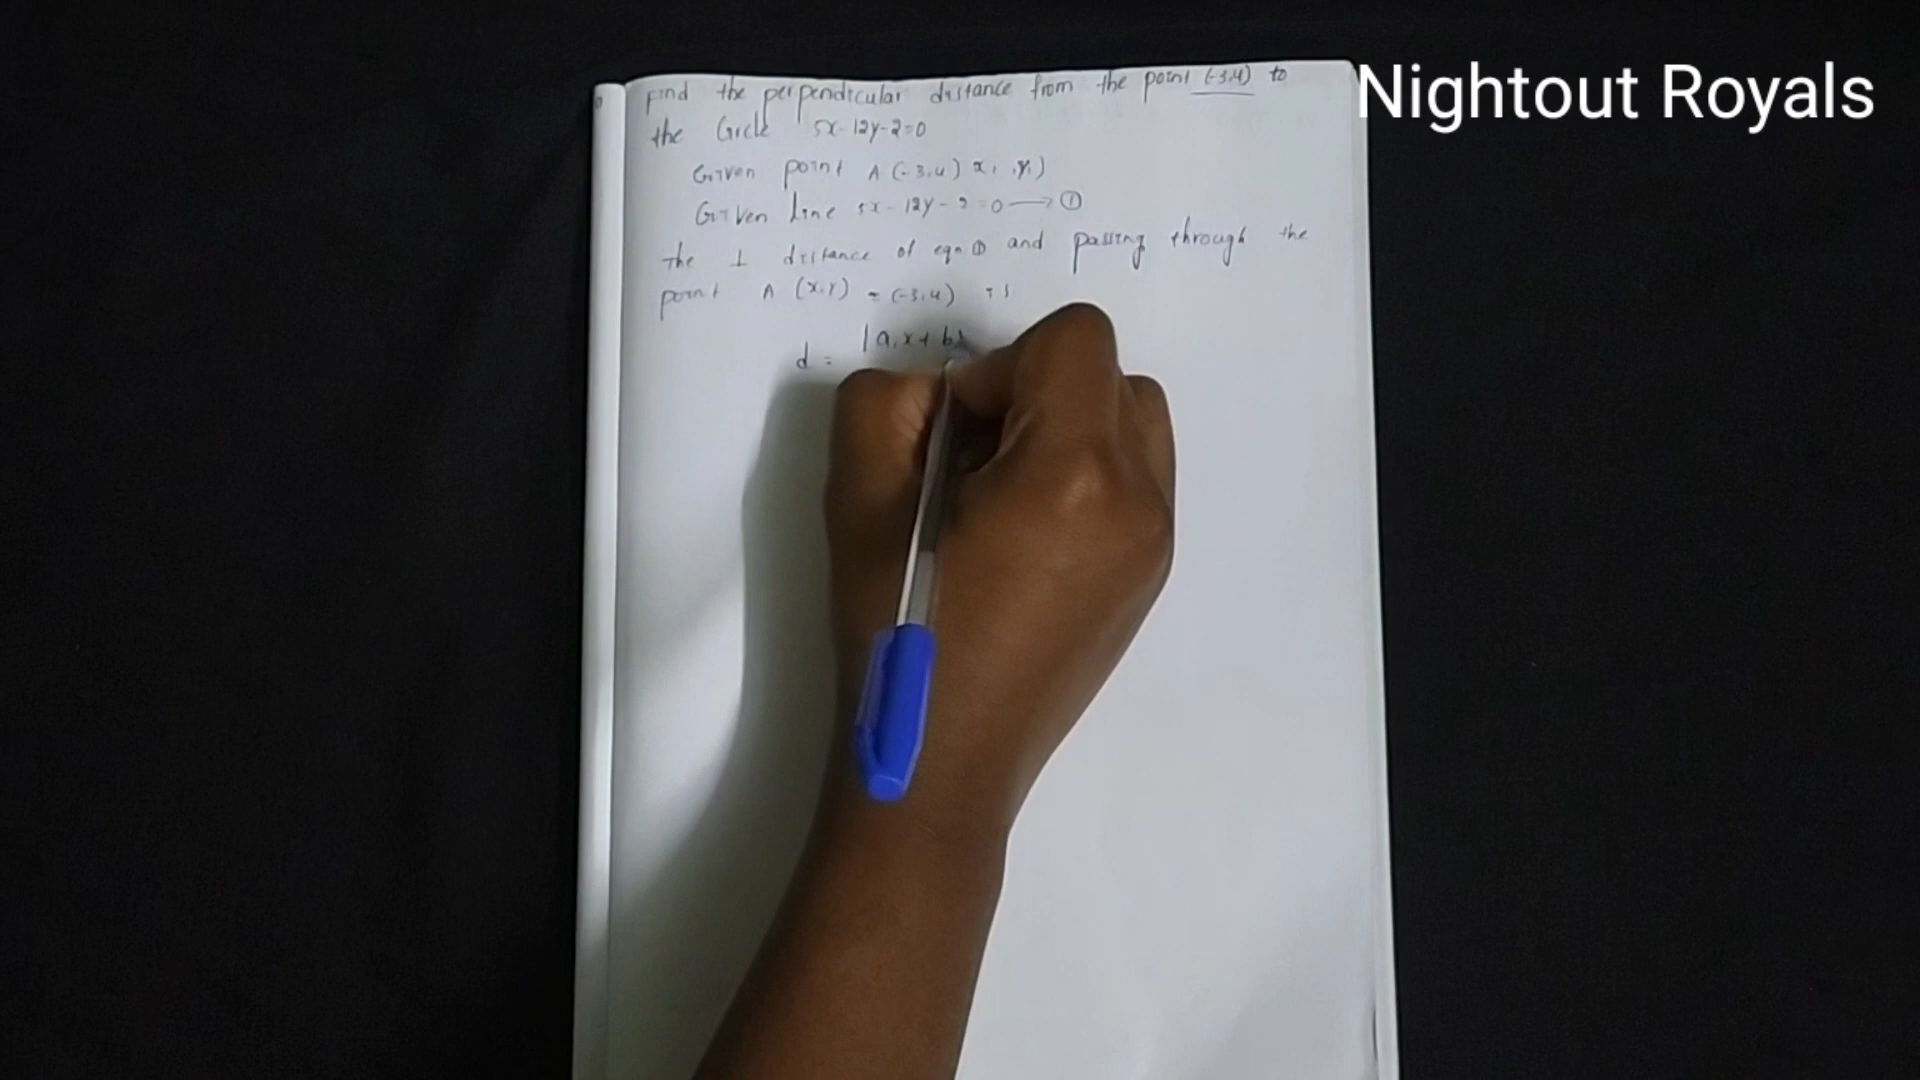 Nightout Royals
Find the perpendicular distance from the point (-3,4) to
the Circle 5x-12y-2=0
Given point A (-3,4) x₁,y₁)
Given Line 5x-12y-2=0 → ①
The ⊥ distance of eqn ① and passing through the
point A (x,y) = (-3,4) is
d = |a.x+ b